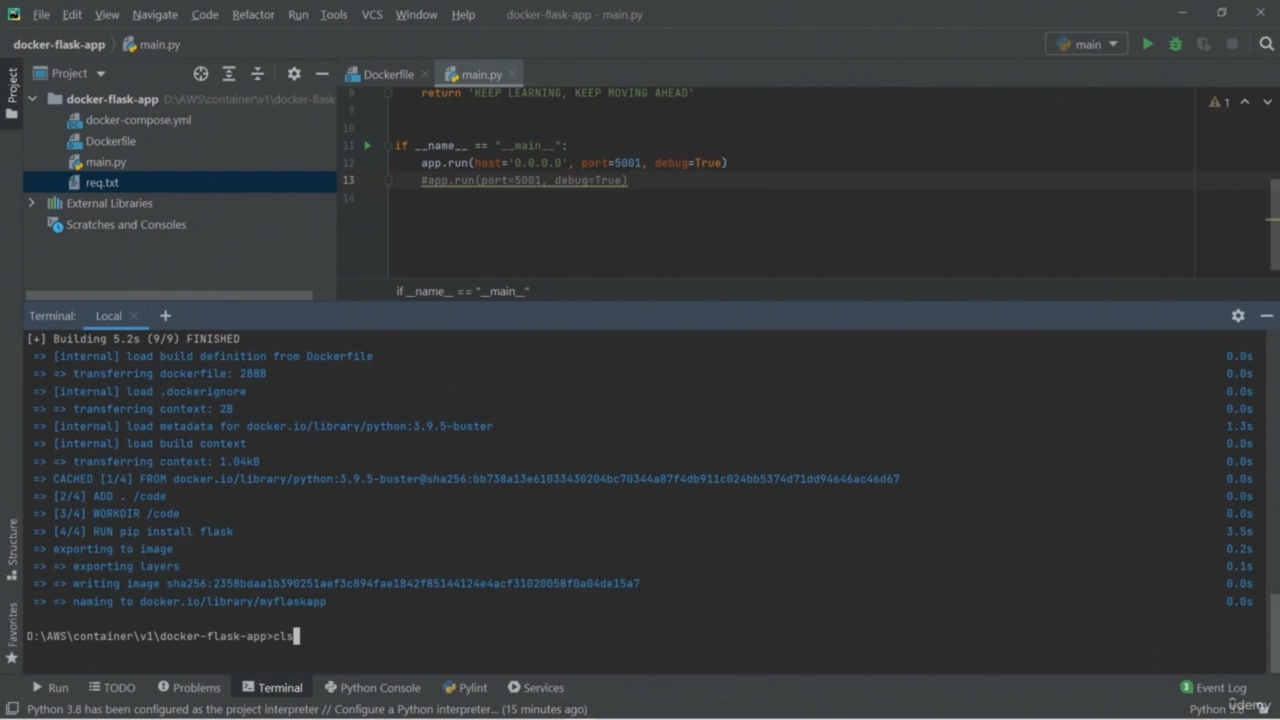 File Edit View Navigate Code Refactor Run Tools VCS Window Help docker-flask-app - main.py
docker-flask-app main.py main
Project Dockerfile main.py
Project
docker-flask-app D:\AWS\container\v1\docker-flask
docker-compose.yml
Dockerfile
main.py
req.txt
External Libraries
Scratches and Consoles
8 return 'KEEP LEARNING, KEEP MOVING AHEAD'
9
10
11 if __name__ == "__main__":
12 app.run(host='0.0.0.0', port=5001, debug=True)
13 #app.run(port=5001, debug=True)
14
1
if __name__ == "__main__"
Terminal: Local
[+] Building 5.2s (9/9) FINISHED
=> [internal] load build definition from Dockerfile 0.0s
=> => transferring dockerfile: 288B 0.0s
=> [internal] load .dockerignore 0.0s
=> => transferring context: 2B 0.0s
=> [internal] load metadata for docker.io/library/python:3.9.5-buster 1.3s
=> [internal] load build context 0.0s
=> => transferring context: 1.04kB 0.0s
=> CACHED [1/4] FROM docker.io/library/python:3.9.5-buster@sha256:bb738a13e61033430204bc70344a87f4db911c024bb5374d71dd94646ac46d67 0.0s
=> [2/4] ADD . /code 0.0s
=> [3/4] WORKDIR /code 0.0s
=> [4/4] RUN pip install flask 3.5s
=> exporting to image 0.2s
=> => exporting layers 0.1s
=> => writing image sha256:2358bdaa1b390251aef3c894fae1842f85144124e4acf31020058f0a04de15a7 0.0s
=> => naming to docker.io/library/myflaskapp 0.0s
D:\AWS\container\v1\docker-flask-app>cls
Structure
Favorites
Run TODO Problems Terminal Python Console Pylint Services 3 Event Log
Python 3.8 has been configured as the project interpreter // Configure a Python interpreter... (15 minutes ago) Python 3.8
ûdemy